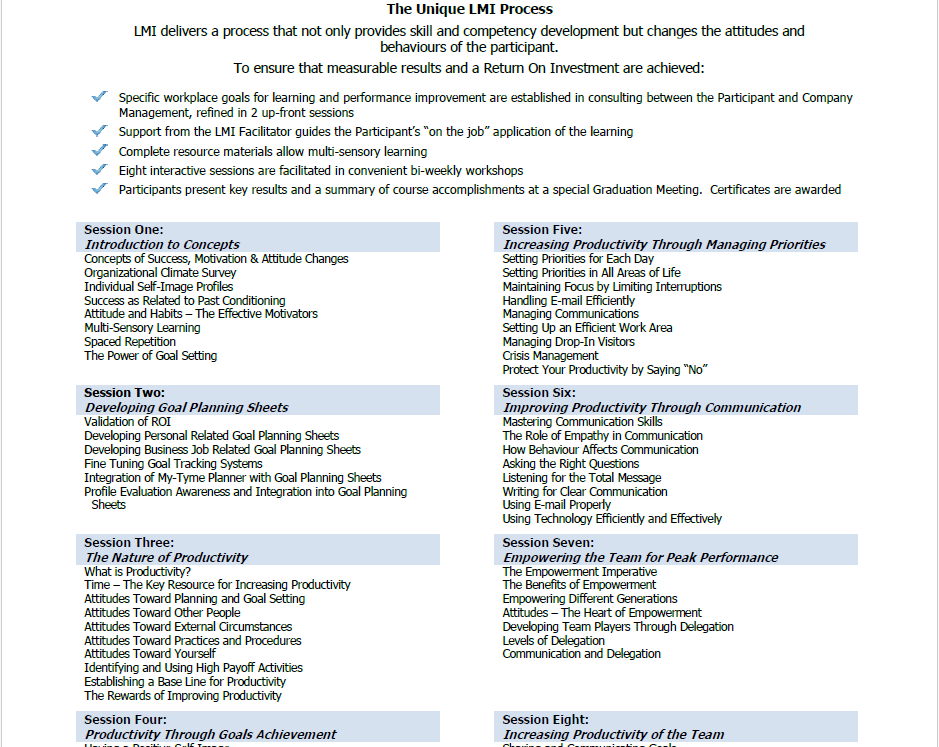 The Unique LMI Process
LMI delivers a process that not only provides skill and competency development but changes the attitudes and
behaviours of the participant.
To ensure that measurable results and a Return On Investment are achieved:
Specific workplace goals for learning and performance improvement are established in consulting between the Participant and Company
Management, refined in 2 up-front sessions
Support from the LMI Facilitator guides the Participant's "on the job" application of the learning
Complete resource materials allow multi-sensory learning
Eight interactive sessions are facilitated in convenient bi-weekly workshops
Participants present key results and a summary of course accomplishments at a special Graduation Meeting. Certificates are awarded
Session One:
Introduction to Concepts
Concepts of Success, Motivation & Attitude Changes
Organizational Climate Survey
Individual Self-Image Profiles
Success as Related to Past Conditioning
Attitude and Habits – The Effective Motivators
Multi-Sensory Learning
Spaced Repetition
The Power of Goal Setting
Session Two:
Developing Goal Planning Sheets
Validation of ROI
Developing Personal Related Goal Planning Sheets
Developing Business Job Related Goal Planning Sheets
Fine Tuning Goal Tracking Systems
Integration of My-Tyme Planner with Goal Planning Sheets
Profile Evaluation Awareness and Integration into Goal Planning
Sheets
Session Three:
The Nature of Productivity
What is Productivity?
Time – The Key Resource for Increasing Productivity
Attitudes Toward Planning and Goal Setting
Attitudes Toward Other People
Attitudes Toward External Circumstances
Attitudes Toward Practices and Procedures
Attitudes Toward Yourself
Identifying and Using High Payoff Activities
Establishing a Base Line for Productivity
The Rewards of Improving Productivity
Session Four:
Productivity Through Goals Achievement
Session Five:
Increasing Productivity Through Managing Priorities
Setting Priorities for Each Day
Setting Priorities in All Areas of Life
Maintaining Focus by Limiting Interruptions
Handling E-mail Efficiently
Managing Communications
Setting Up an Efficient Work Area
Managing Drop-In Visitors
Crisis Management
Protect Your Productivity by Saying "No"
Session Six:
Improving Productivity Through Communication
Mastering Communication Skills
The Role of Empathy in Communication
How Behaviour Affects Communication
Asking the Right Questions
Listening for the Total Message
Writing for Clear Communication
Using E-mail Properly
Using Technology Efficiently and Effectively
Session Seven:
Empowering the Team for Peak Performance
The Empowerment Imperative
The Benefits of Empowerment
Empowering Different Generations
Attitudes – The Heart of Empowerment
Developing Team Players Through Delegation
Levels of Delegation
Communication and Delegation
Session Eight:
Increasing Productivity of the Team